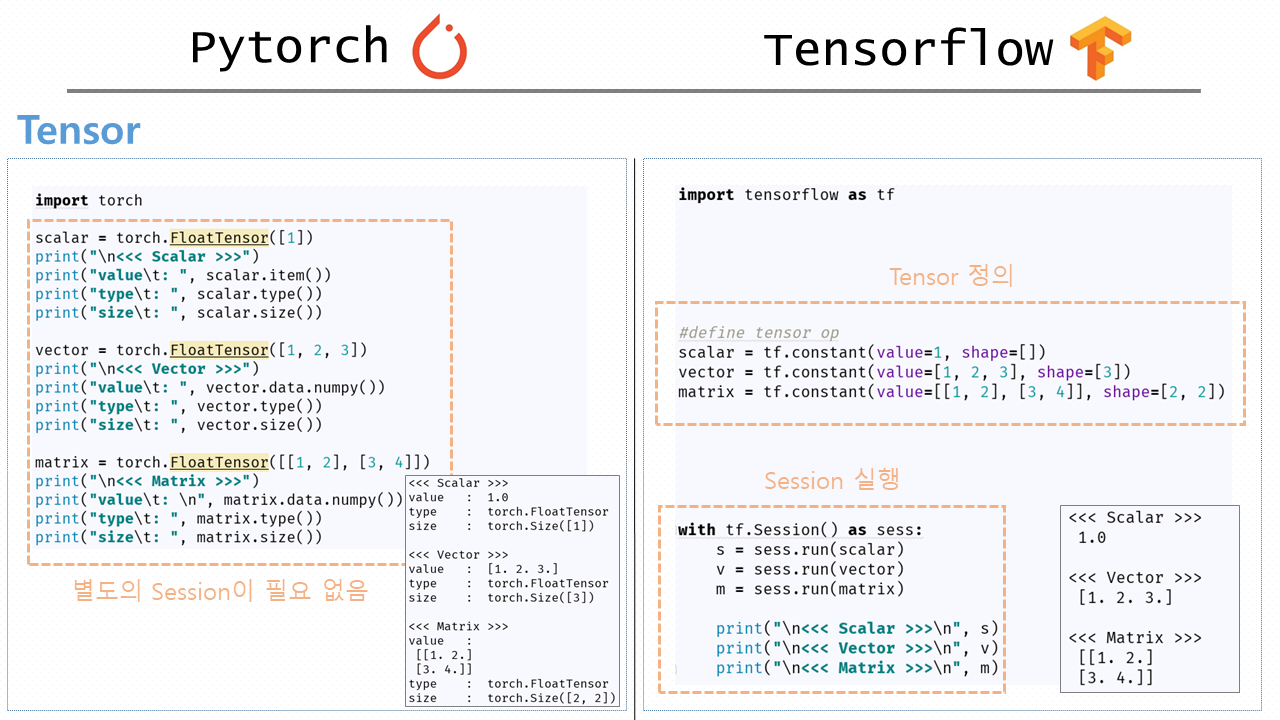 Pytorch
Tensorflow
Tensor
import torch
scalar = torch.FloatTensor([1])
print("\n<<< Scalar >>>")
print("value\t: ", scalar.item())
print("type\t: ", scalar.type())
print("size\t: ", scalar.size())
vector = torch.FloatTensor([1, 2, 3])
print("\n<<< Vector >>>")
print("value\t: ", vector.data.numpy())
print("type\t: ", vector.type())
print("size\t: ", vector.size())
matrix = torch.FloatTensor([[1, 2], [3, 4]])
print("\n<<< Matrix >>>")
print("value\t: \n", matrix.data.numpy())
print("type\t: ", matrix.type())
print("size\t: ", matrix.size())
별도의 Session이 필요 없음
<<< Scalar >>>
value   :  1.0
type    :  torch.FloatTensor
size    :  torch.Size([1])
<<< Vector >>>
value   :  [1. 2. 3.]
type    :  torch.FloatTensor
size    :  torch.Size([3])
<<< Matrix >>>
value   :
[[1. 2.]
[3. 4.]]
type    :  torch.FloatTensor
size    :  torch.Size([2, 2])
import tensorflow as tf
Tensor 정의
#define tensor op
scalar = tf.constant(value=1, shape=[])
vector = tf.constant(value=[1, 2, 3], shape=[3])
matrix = tf.constant(value=[[1, 2], [3, 4]], shape=[2, 2])
Session 실행
with tf.Session() as sess:
    s = sess.run(scalar)
    v = sess.run(vector)
    m = sess.run(matrix)
    print("\n<<< Scalar >>>\n", s)
    print("\n<<< Vector >>>\n", v)
    print("\n<<< Matrix >>>\n", m)
<<< Scalar >>>
1.0
<<< Vector >>>
[1. 2. 3.]
<<< Matrix >>>
[[1. 2.]
[3. 4.]]